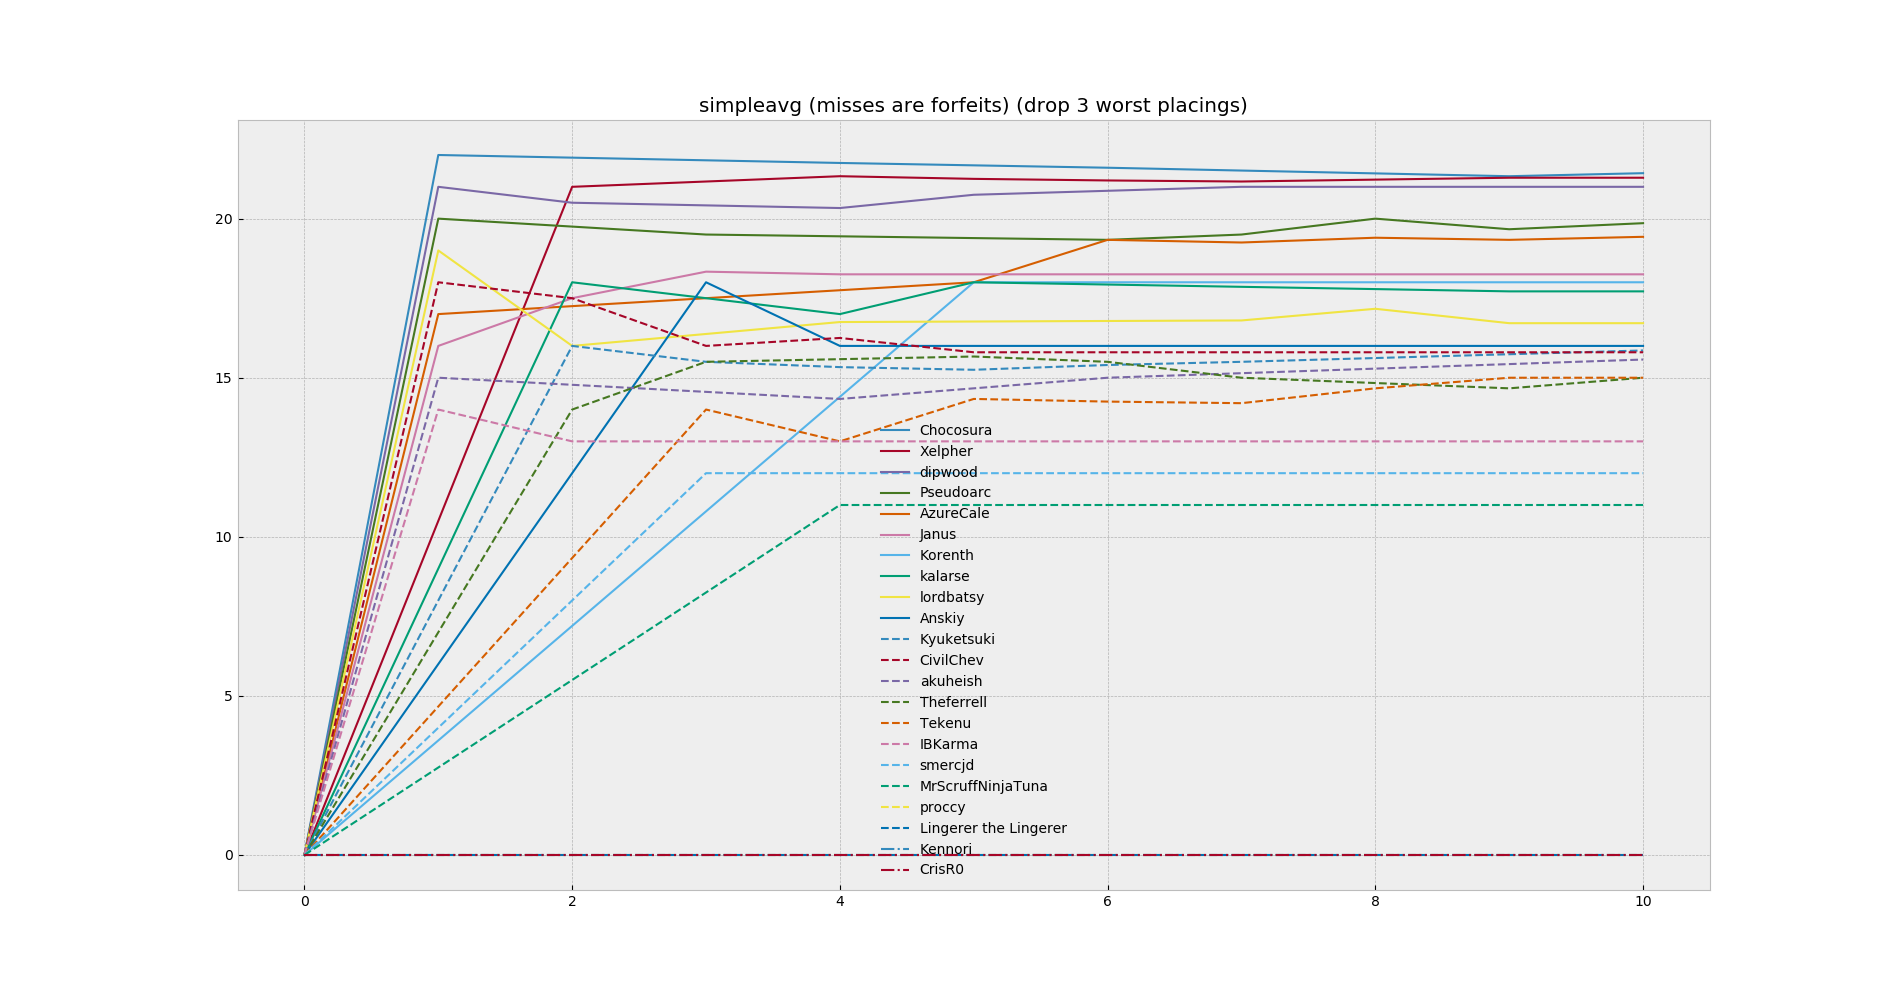 simpleavg (misses are forfeits) (drop 3 worst placings)
20
15
10
5
0
Chocosura
Xelpher
dipwood
Pseudoarc
AzureCale
Janus
Korenth
kalarse
lordbatsy
Anskiy
Kyuketsuki
CivilChev
akuheish
Theferrell
Tekenu
IBKarma
smercjd
MrScruffNinjaTuna
proccy
Lingerer the Lingerer
Kennori
CrisR0
0 2 4 6 8 10